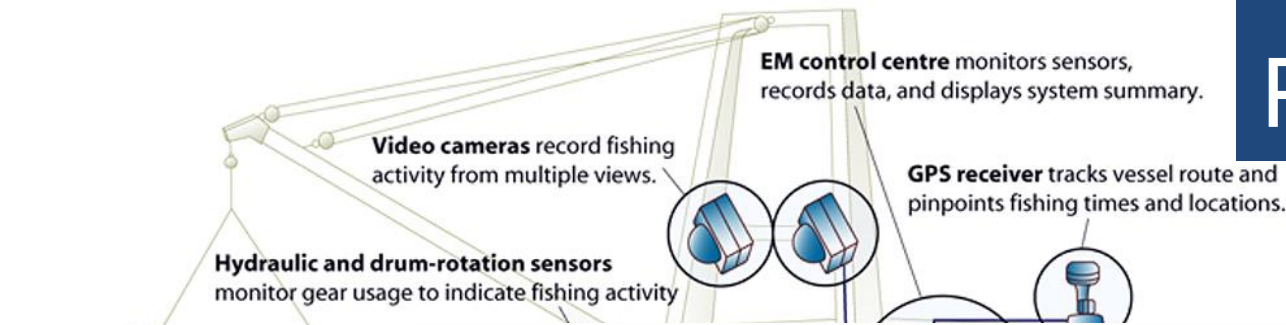 EM control centre monitors sensors,
records data, and displays system summary.
Video cameras record fishing
activity from multiple views.
GPS receiver tracks vessel route and
pinpoints fishing times and locations.
Hydraulic and drum-rotation sensors
monitor gear usage to indicate fishing activity